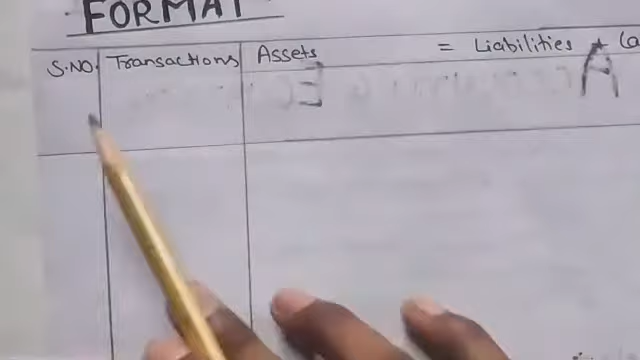 FORMAT
S.NO. Transactions Assets = Liabilities +